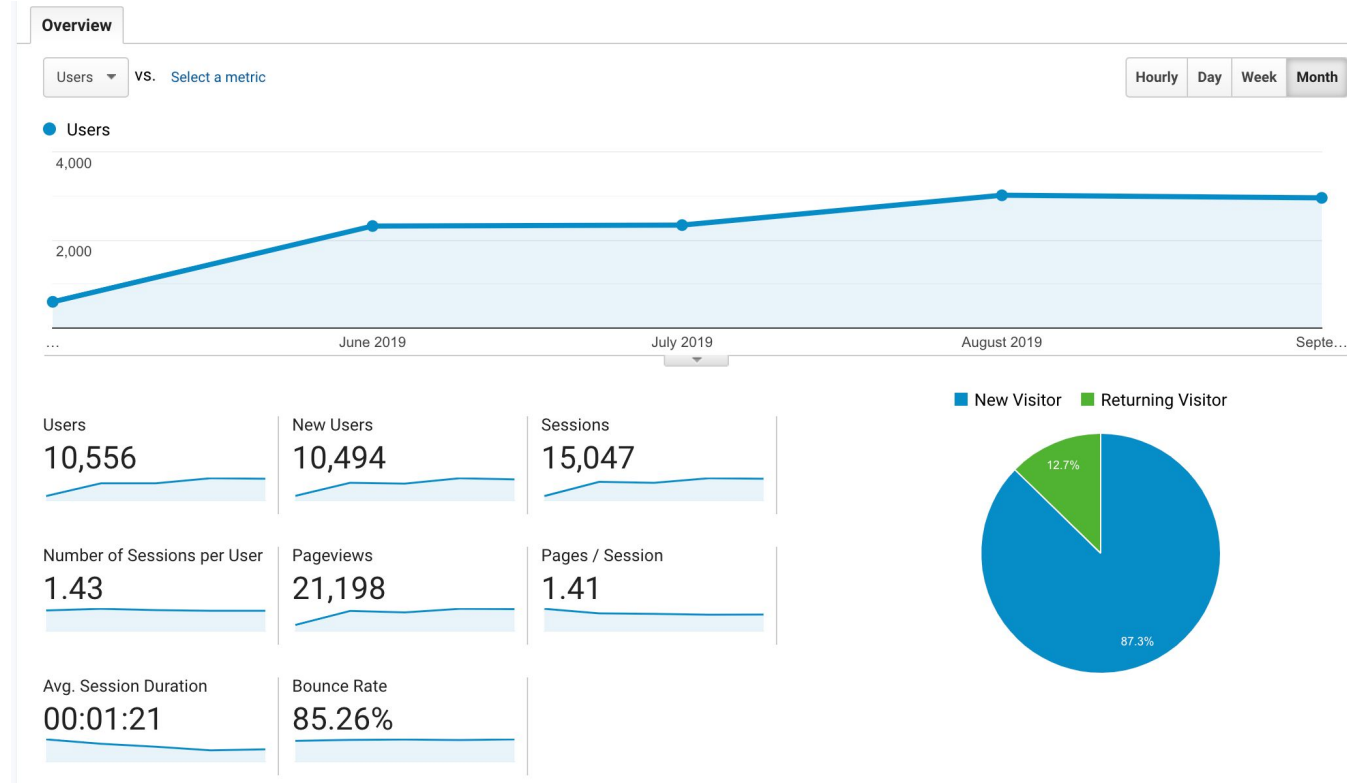 Overview
Users vs. Select a metric Hourly Day Week Month
Users
4,000
2,000
... June 2019 July 2019 August 2019 Septe...
New Visitor Returning Visitor
Users New Users Sessions
10,556 10,494 15,047
12.7%
Number of Sessions per User Pageviews Pages / Session
1.43 21,198 1.41
87.3%
Avg. Session Duration Bounce Rate
00:01:21 85.26%